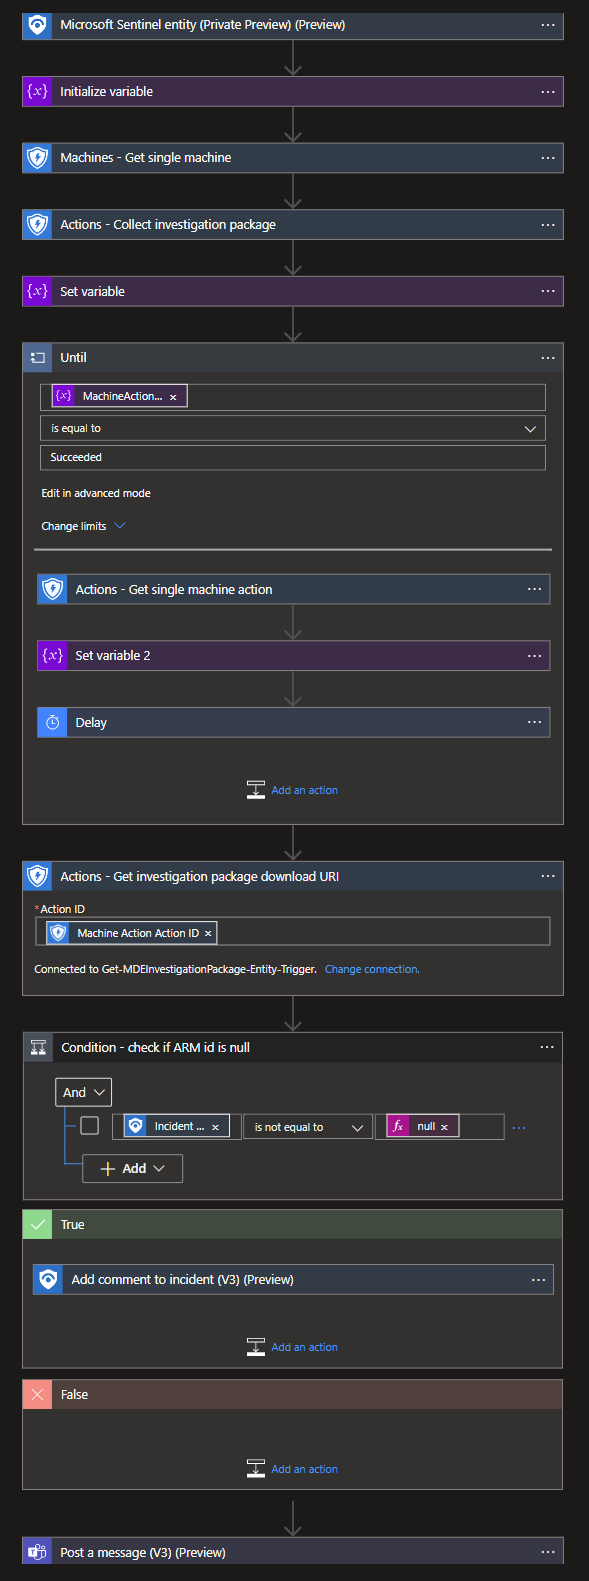 Microsoft Sentinel entity (Private Preview) (Preview)
{x} Initialize variable
Machines - Get single machine
Actions - Collect investigation package
{x} Set variable
Until
{x} MachineAction... ×
is equal to
Succeeded
Edit in advanced mode
Change limits
Actions - Get single machine action
{x} Set variable 2
Delay
Add an action
Actions - Get investigation package download URI
* Action ID
Machine Action Action ID ×
Connected to Get-MDEInvestigationPackage-Entity-Trigger. Change connection.
Condition - check if ARM id is null
And
Incident ... × is not equal to fx null ×
+ Add
True
Add comment to incident (V3) (Preview)
Add an action
False
Add an action
Post a message (V3) (Preview)